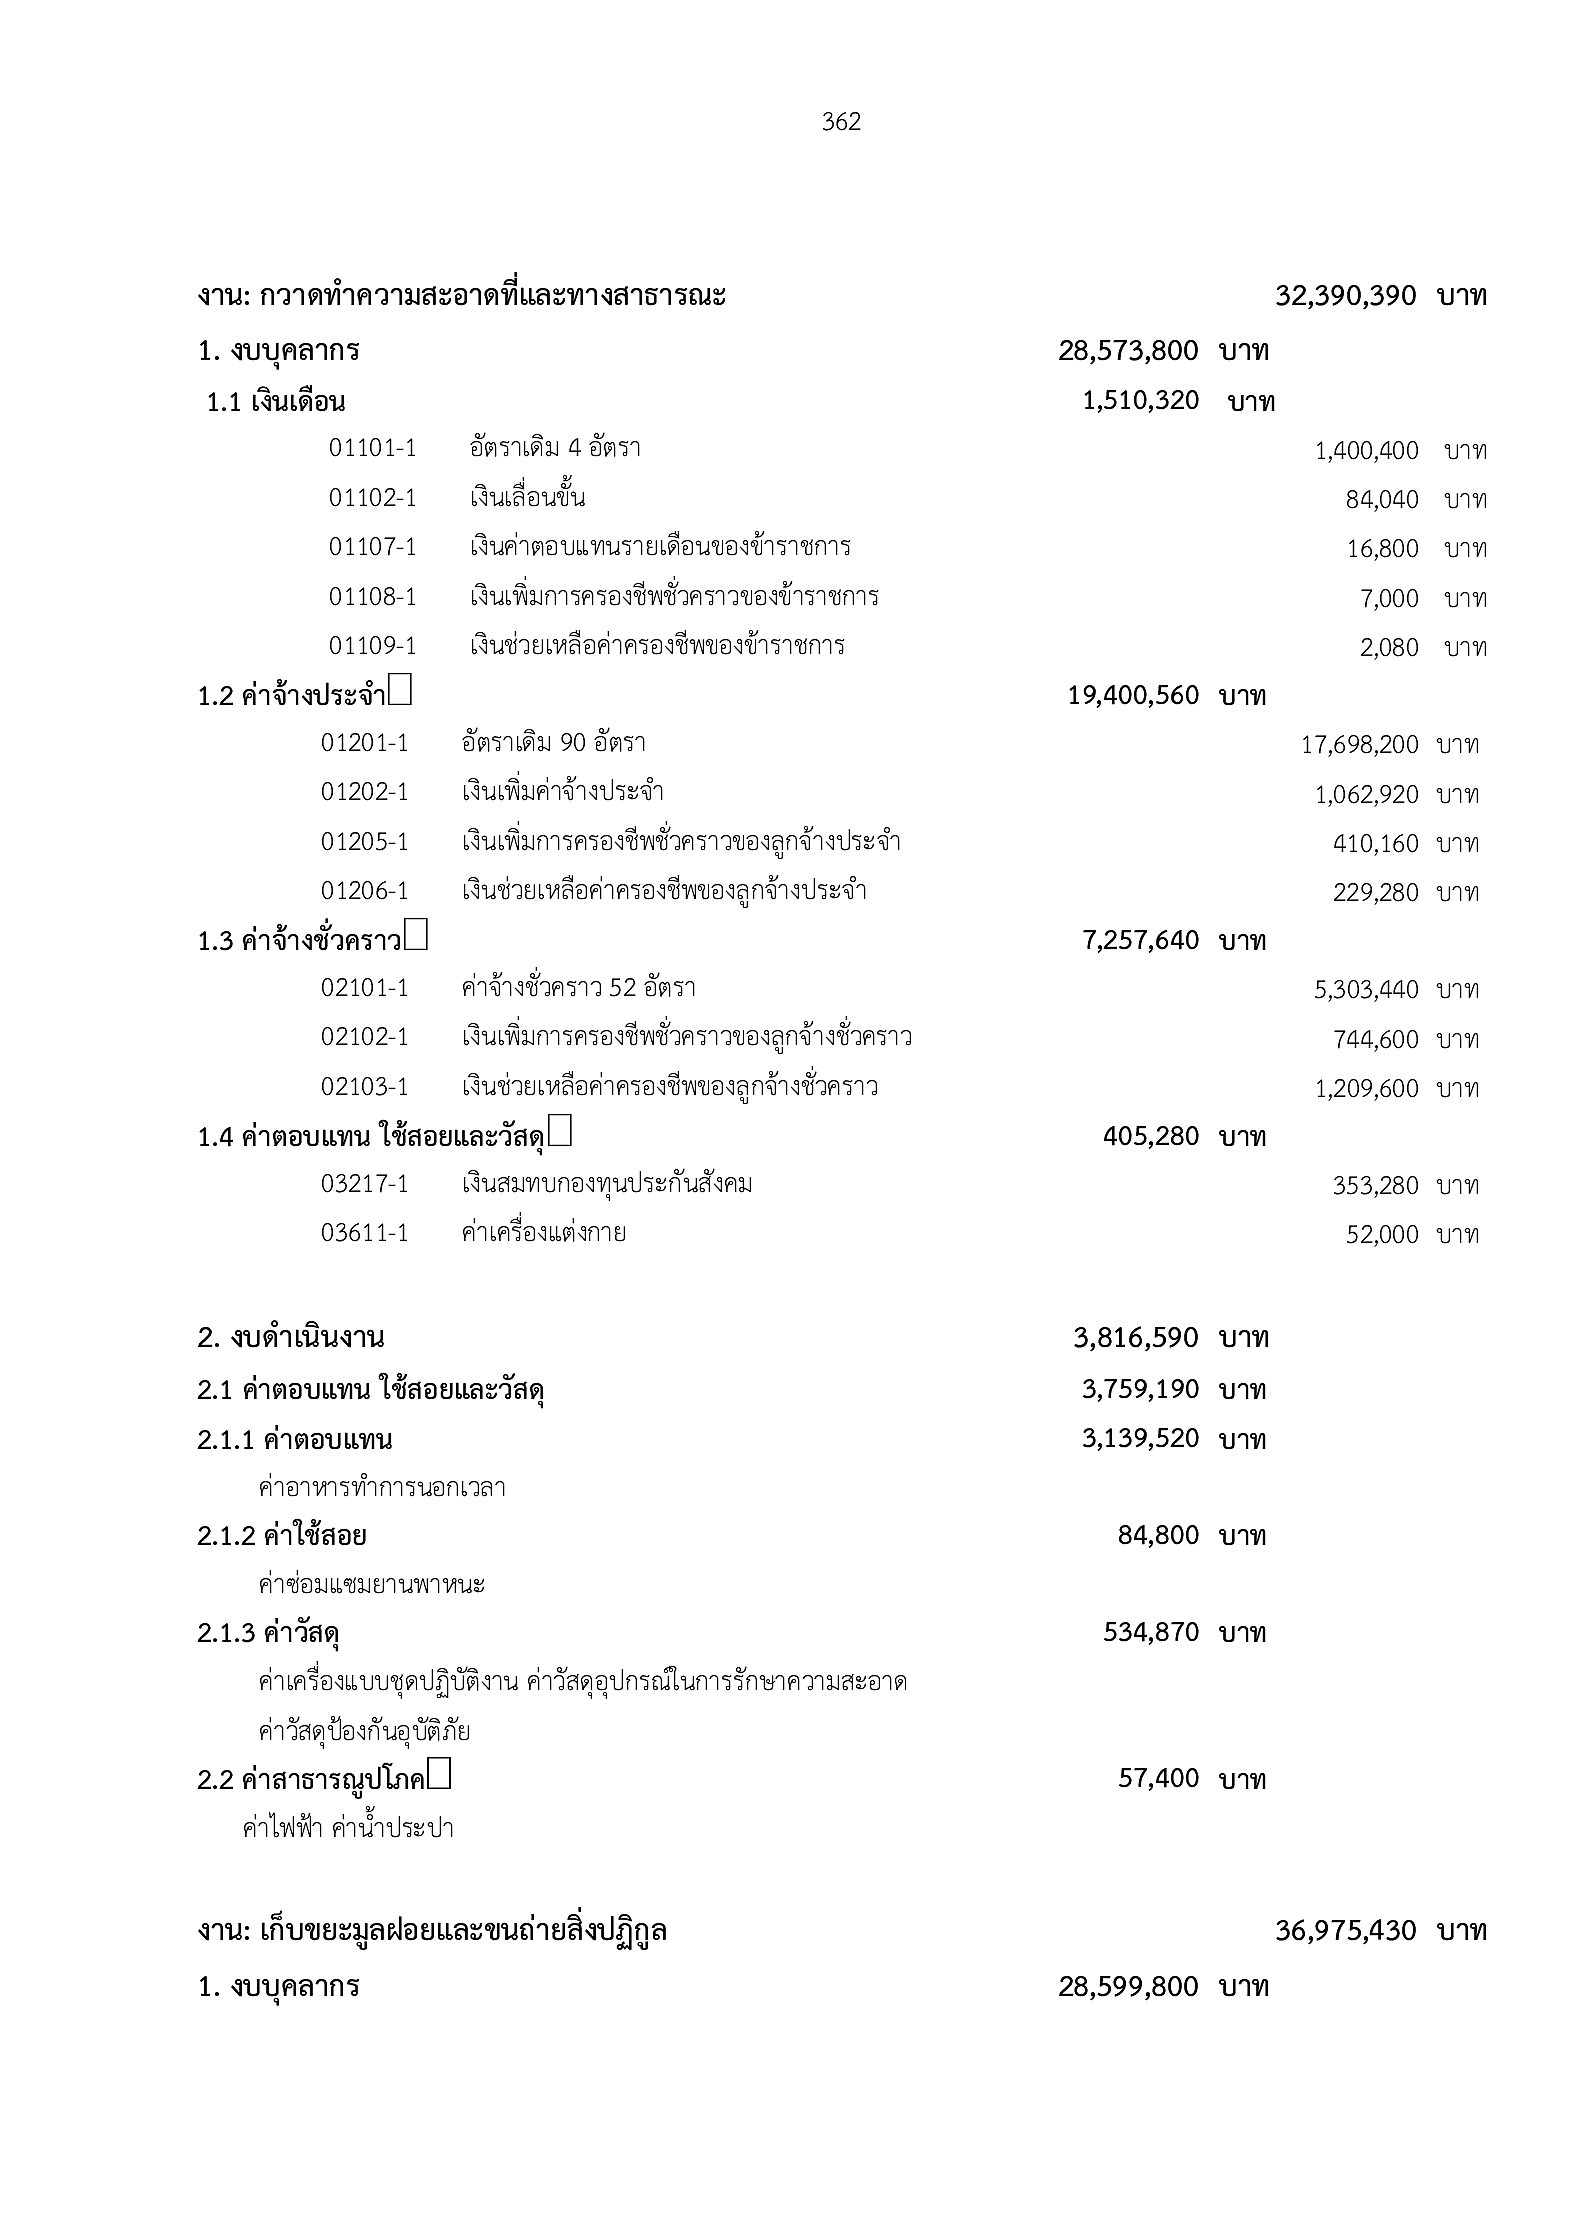 362
งาน: กวาดทำความสะอาดที่และทางสาธารณะ 32,390,390 บาท
1. งบบุคลากร 28,573,800 บาท
1.1 เงินเดือน 1,510,320 บาท
01101-1 อัตราเดิม 4 อัตรา 1,400,400 บาท
01102-1 เงินเลื่อนขั้น 84,040 บาท
01107-1 เงินค่าตอบแทนรายเดือนของข้าราชการ 16,800 บาท
01108-1 เงินเพิ่มการครองชีพชั่วคราวของข้าราชการ 7,000 บาท
01109-1 เงินช่วยเหลือค่าครองชีพของข้าราชการ 2,080 บาท
1.2 ค่าจ้างประจำ 19,400,560 บาท
01201-1 อัตราเดิม 90 อัตรา 17,698,200 บาท
01202-1 เงินเพิ่มค่าจ้างประจำ 1,062,920 บาท
01205-1 เงินเพิ่มการครองชีพชั่วคราวของลูกจ้างประจำ 410,160 บาท
01206-1 เงินช่วยเหลือค่าครองชีพของลูกจ้างประจำ 229,280 บาท
1.3 ค่าจ้างชั่วคราว 7,257,640 บาท
02101-1 ค่าจ้างชั่วคราว 52 อัตรา 5,303,440 บาท
02102-1 เงินเพิ่มการครองชีพชั่วคราวของลูกจ้างชั่วคราว 744,600 บาท
02103-1 เงินช่วยเหลือค่าครองชีพของลูกจ้างชั่วคราว 1,209,600 บาท
1.4 ค่าตอบแทน ใช้สอยและวัสดุ 405,280 บาท
03217-1 เงินสมทบกองทุนประกันสังคม 353,280 บาท
03611-1 ค่าเครื่องแต่งกาย 52,000 บาท
2. งบดำเนินงาน 3,816,590 บาท
2.1 ค่าตอบแทน ใช้สอยและวัสดุ 3,759,190 บาท
2.1.1 ค่าตอบแทน 3,139,520 บาท
ค่าอาหารทำการนอกเวลา
2.1.2 ค่าใช้สอย 84,800 บาท
ค่าซ่อมแซมยานพาหนะ
2.1.3 ค่าวัสดุ 534,870 บาท
ค่าเครื่องแบบชุดปฏิบัติงาน ค่าวัสดุอุปกรณ์ในการรักษาความสะอาด
ค่าวัสดุป้องกันอุบัติภัย
2.2 ค่าสาธารณูปโภค 57,400 บาท
ค่าไฟฟ้า ค่าน้ำประปา
งาน: เก็บขยะมูลฝอยและขนถ่ายสิ่งปฏิกูล 36,975,430 บาท
1. งบบุคลากร 28,599,800 บาท